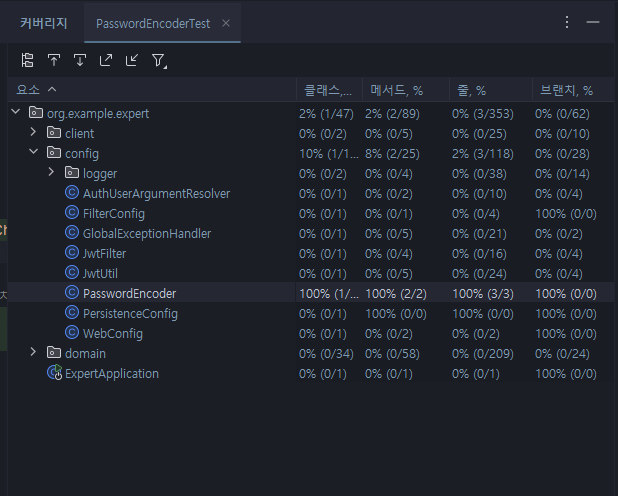 커버리지 PasswordEncoderTest
요소 클래스,... 메서드, % 줄, % 브랜치, %
org.example.expert 2% (1/47) 2% (2/89) 0% (3/353) 0% (0/62)
client 0% (0/2) 0% (0/5) 0% (0/25) 0% (0/10)
config 10% (1/1... 8% (2/25) 2% (3/118) 0% (0/28)
logger 0% (0/2) 0% (0/4) 0% (0/38) 0% (0/14)
AuthUserArgumentResolver 0% (0/1) 0% (0/2) 0% (0/10) 0% (0/4)
FilterConfig 0% (0/1) 0% (0/1) 0% (0/4) 100% (0/0)
GlobalExceptionHandler 0% (0/1) 0% (0/5) 0% (0/21) 0% (0/2)
JwtFilter 0% (0/1) 0% (0/4) 0% (0/16) 0% (0/4)
JwtUtil 0% (0/1) 0% (0/5) 0% (0/24) 0% (0/4)
PasswordEncoder 100% (1/... 100% (2/2) 100% (3/3) 100% (0/0)
PersistenceConfig 0% (0/1) 100% (0/0) 100% (0/0) 100% (0/0)
WebConfig 0% (0/1) 0% (0/2) 0% (0/2) 100% (0/0)
domain 0% (0/34) 0% (0/58) 0% (0/209) 0% (0/24)
ExpertApplication 0% (0/1) 0% (0/1) 0% (0/1) 100% (0/0)